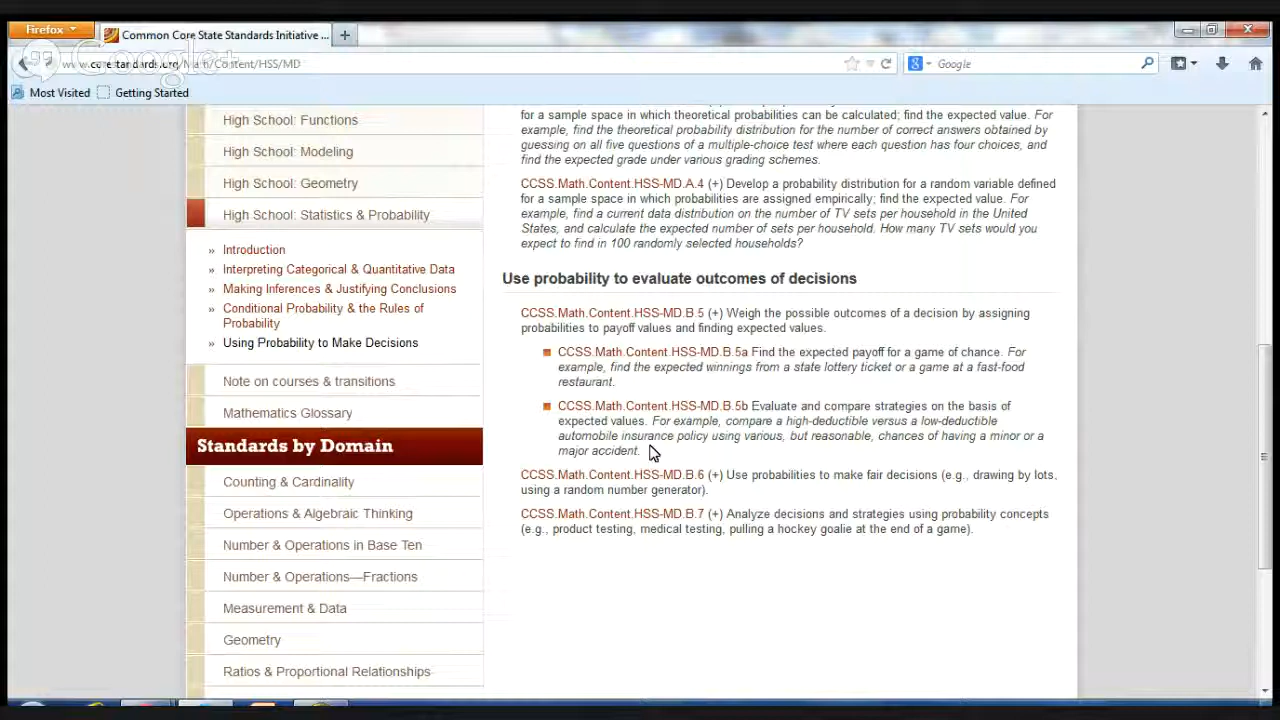 Firefox
Common Core State Standards Initiative ...
Google+
www.corestandards.org/Math/Content/HSS/MD
Google
Most Visited
Getting Started
High School: Functions
High School: Modeling
High School: Geometry
High School: Statistics & Probability
» Introduction
» Interpreting Categorical & Quantitative Data
» Making Inferences & Justifying Conclusions
» Conditional Probability & the Rules of
Probability
» Using Probability to Make Decisions
Note on courses & transitions
Mathematics Glossary
Standards by Domain
Counting & Cardinality
Operations & Algebraic Thinking
Number & Operations in Base Ten
Number & Operations—Fractions
Measurement & Data
Geometry
Ratios & Proportional Relationships
for a sample space in which theoretical probabilities can be calculated; find the expected value. For
example, find the theoretical probability distribution for the number of correct answers obtained by
guessing on all five questions of a multiple-choice test where each question has four choices, and
find the expected grade under various grading schemes.
CCSS.Math.Content.HSS-MD.A.4 (+) Develop a probability distribution for a random variable defined
for a sample space in which probabilities are assigned empirically; find the expected value. For
example, find a current data distribution on the number of TV sets per household in the United
States, and calculate the expected number of sets per household. How many TV sets would you
expect to find in 100 randomly selected households?
Use probability to evaluate outcomes of decisions
CCSS.Math.Content.HSS-MD.B.5 (+) Weigh the possible outcomes of a decision by assigning
probabilities to payoff values and finding expected values.
CCSS.Math.Content.HSS-MD.B.5a Find the expected payoff for a game of chance. For
example, find the expected winnings from a state lottery ticket or a game at a fast-food
restaurant.
CCSS.Math.Content.HSS-MD.B.5b Evaluate and compare strategies on the basis of
expected values. For example, compare a high-deductible versus a low-deductible
automobile insurance policy using various, but reasonable, chances of having a minor or a
major accident.
CCSS.Math.Content.HSS-MD.B.6 (+) Use probabilities to make fair decisions (e.g., drawing by lots,
using a random number generator).
CCSS.Math.Content.HSS-MD.B.7 (+) Analyze decisions and strategies using probability concepts
(e.g., product testing, medical testing, pulling a hockey goalie at the end of a game).